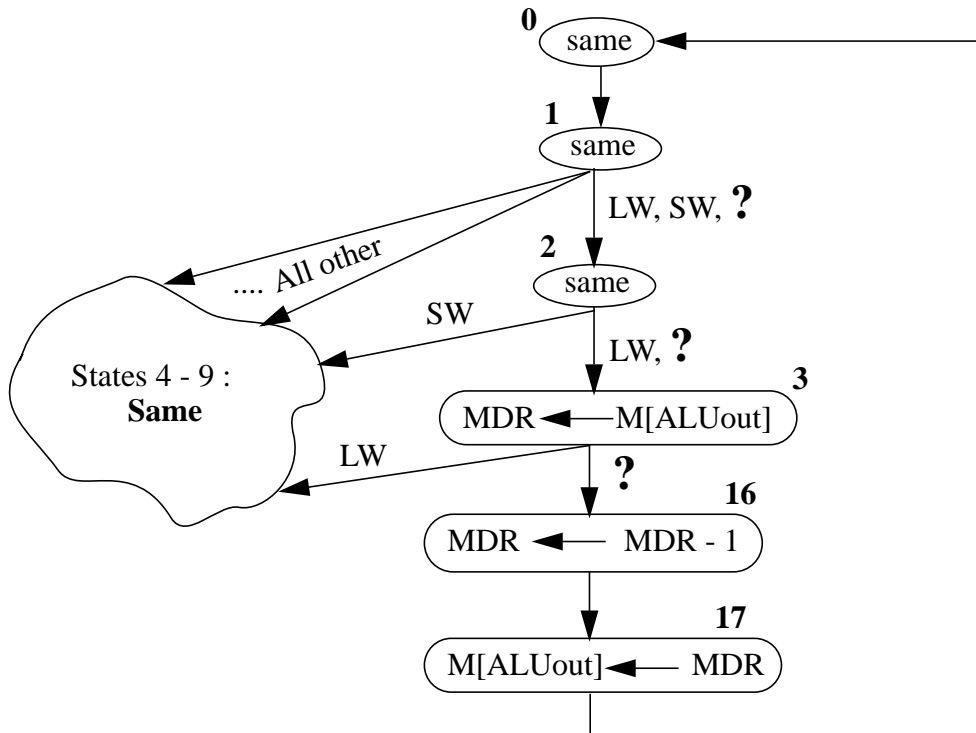 0
same
1
same
LW, SW, ?
.... All other
2
same
SW
LW, ?
States 4 - 9 :
Same
3
MDR M[ALUout]
LW
?
16
MDR MDR - 1
17
M[ALUout] MDR